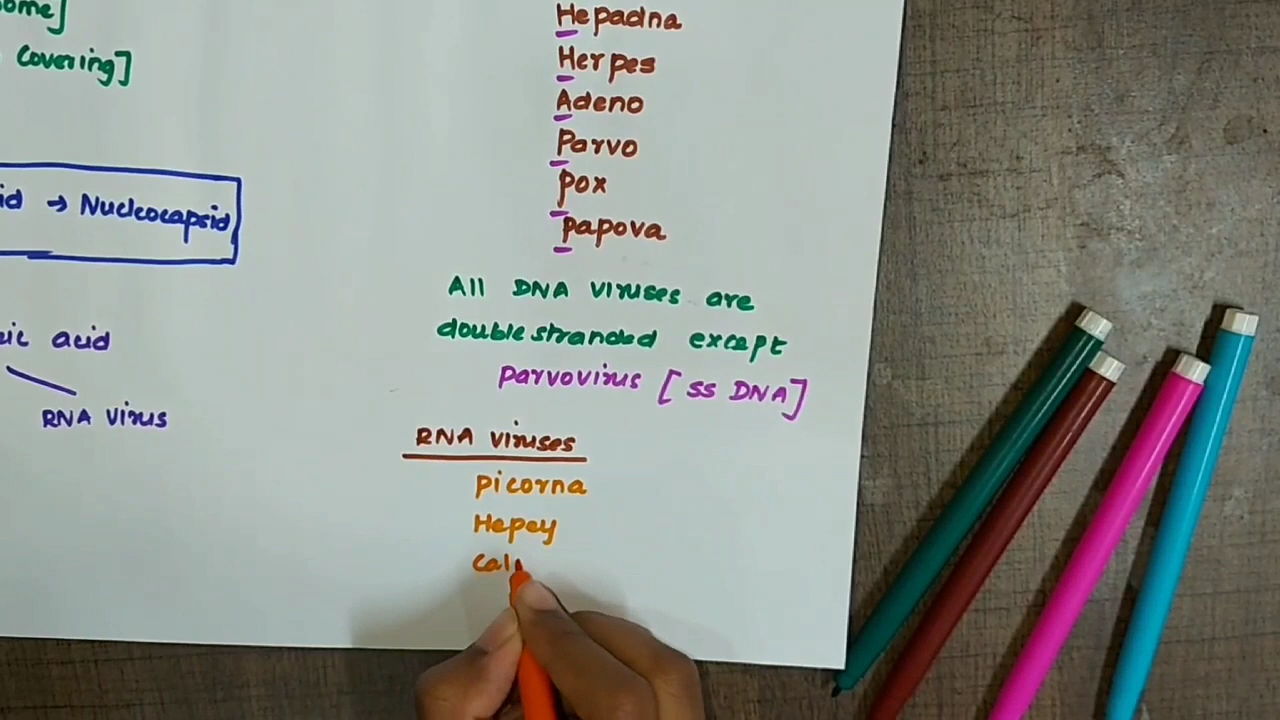 ome]
Covering]
id → Nucleocapsid
ic acid
RNA Virus
Hepadna
Herpes
Adeno
Parvo
Pox
Papova
All DNA viruses are
double stranded except
Parvovirus [ SS DNA]
RNA viruses
Picorna
Hepey
Cal